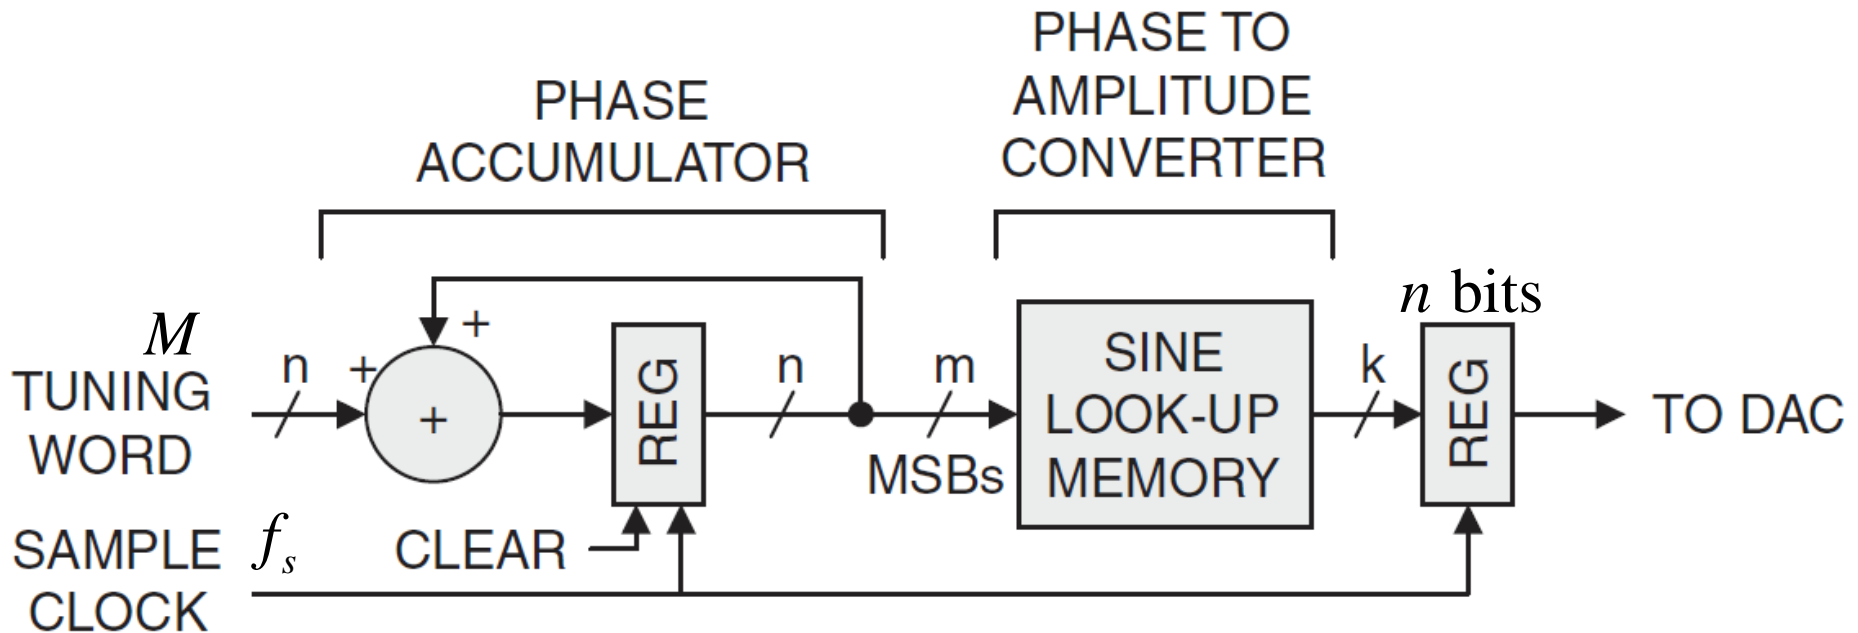 PHASE
ACCUMULATOR
PHASE TO
AMPLITUDE
CONVERTER
M
TUNING
WORD
n
+
+
+
REG
n
m
MSBs
SINE
LOOK-UP
MEMORY
k
n bits
REG
TO DAC
SAMPLE
CLOCK
f_s
CLEAR